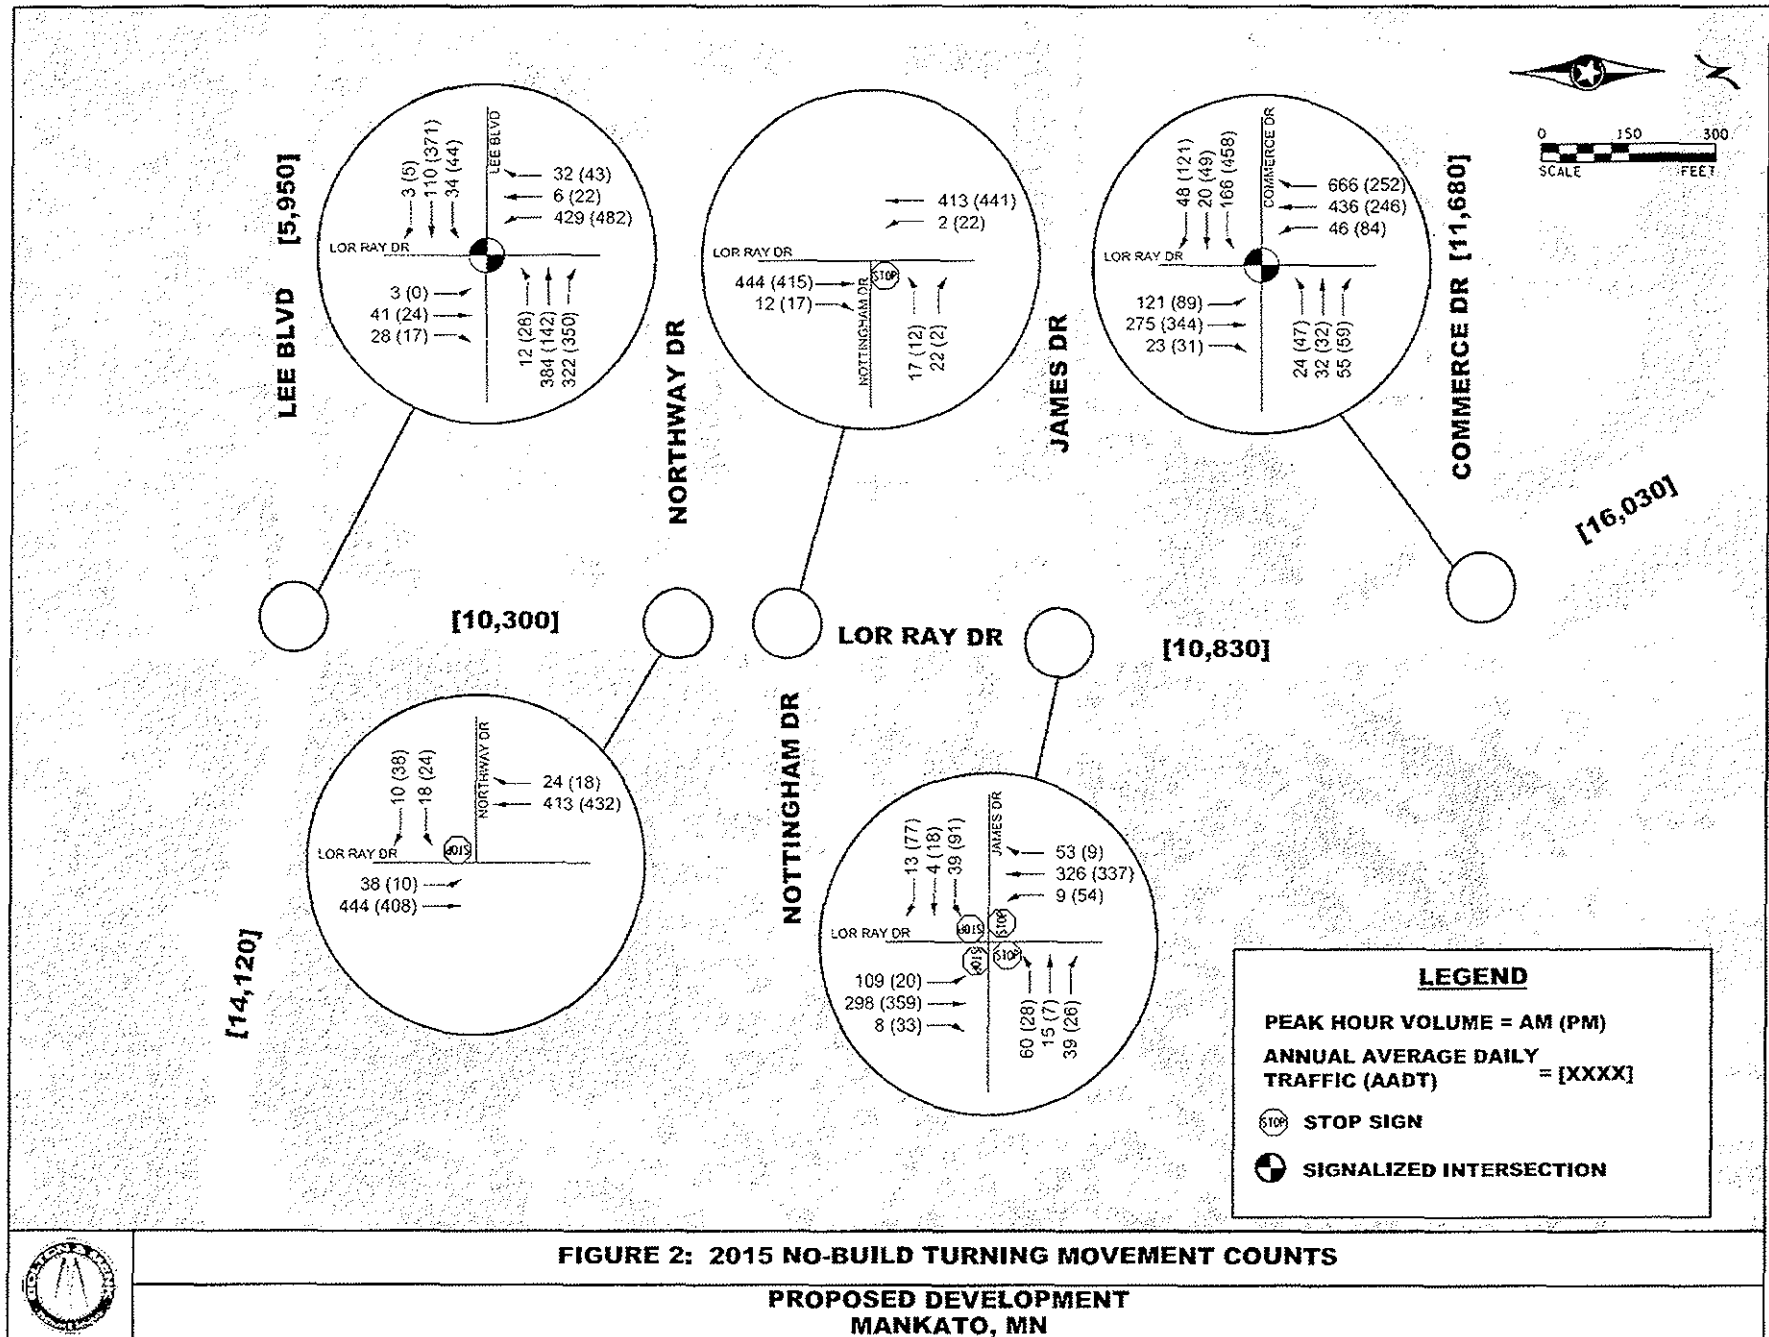 LEE BLVD [5,950]
3 (5)
110 (371)
34 (44)
LEE BLVD
32 (43)
6 (22)
429 (482)
LOR RAY DR
3 (0)
41 (24)
28 (17)
12 (28)
384 (142)
322 (350)
NORTHWAY DR
413 (441)
2 (22)
LOR RAY DR
STOP
444 (415)
12 (17)
NOTTINGHAM DR
17 (12)
22 (2)
JAMES DR
48 (121)
20 (49)
166 (458)
COMMERCE DR
666 (252)
436 (246)
46 (84)
LOR RAY DR
121 (89)
275 (344)
23 (31)
24 (47)
32 (32)
55 (59)
COMMERCE DR [11,680]
0 150 300
SCALE FEET
[16,030]
[10,300]
LOR RAY DR
[10,830]
10 (38)
18 (24)
NORTHWAY DR
24 (18)
413 (432)
LOR RAY DR
STOP
38 (10)
444 (408)
[14,120]
NOTTINGHAM DR
13 (77)
4 (18)
39 (91)
JAMES DR
53 (9)
326 (337)
9 (54)
LOR RAY DR
STOP
STOP
STOP
STOP
109 (20)
298 (359)
8 (33)
60 (28)
15 (7)
39 (26)
LEGEND
PEAK HOUR VOLUME = AM (PM)
ANNUAL AVERAGE DAILY
TRAFFIC (AADT) = [XXXX]
STOP STOP SIGN
SIGNALIZED INTERSECTION
FIGURE 2: 2015 NO-BUILD TURNING MOVEMENT COUNTS
PROPOSED DEVELOPMENT
MANKATO, MN